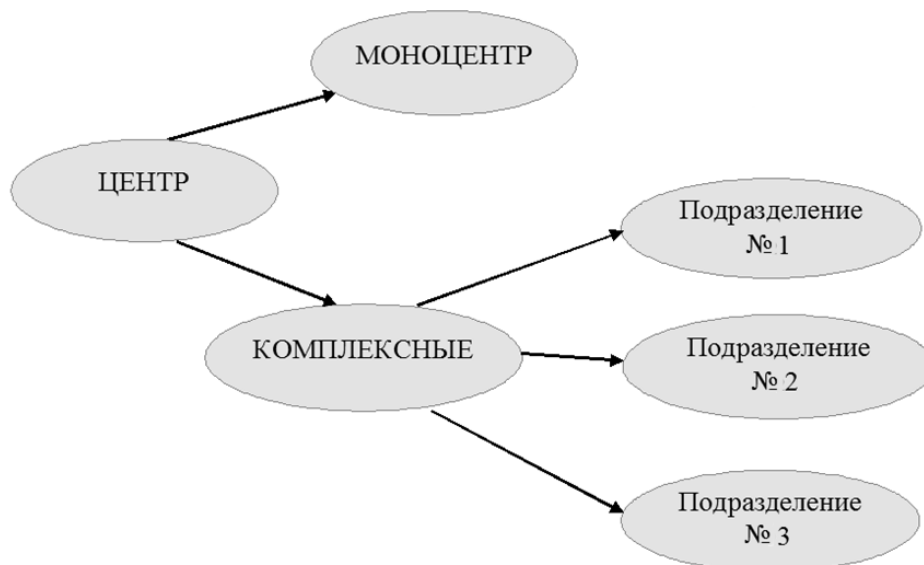 МОНОЦЕНТР
ЦЕНТР
Подразделение
№ 1
КОМПЛЕКСНЫЕ
Подразделение
№ 2
Подразделение
№ 3